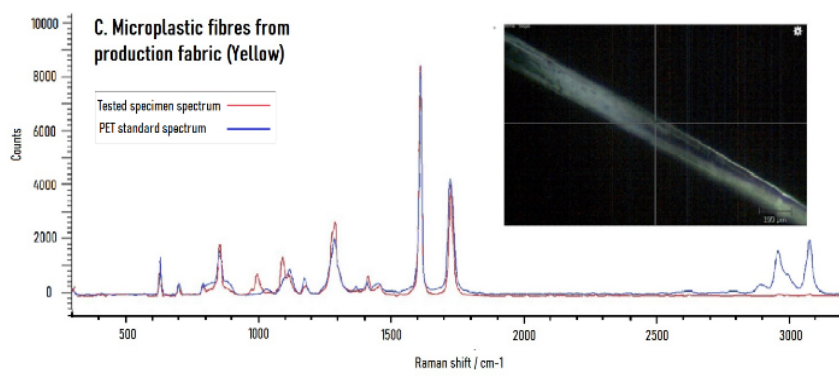 10000
8000
6000
4000
2000
0
Counts
C. Microplastic fibres from
production fabric (Yellow)
Tested specimen spectrum
PET standard spectrum
500
1000
1500
2000
2500
3000
Raman shift / cm-1